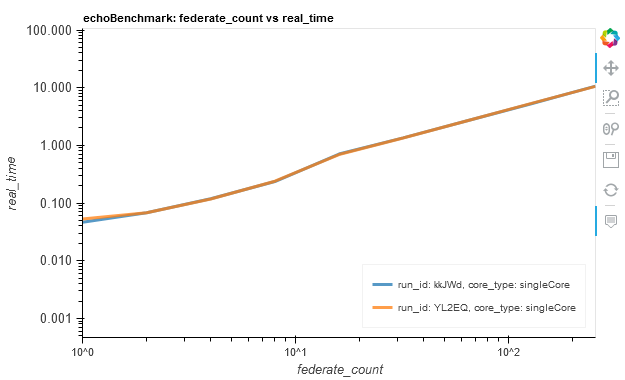 echoBenchmark: federate_count vs real_time
100.000
10.000
1.000
0.100
0.010
0.001
real_time
10^0
10^1
10^2
federate_count
run_id: kkJWd, core_type: singleCore
run_id: YL2EQ, core_type: singleCore